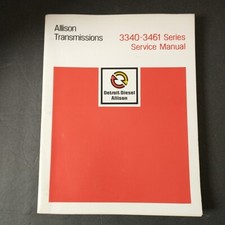 Allison
Transmissions
3340-3461 Series
Service Manual
Detroit Diesel
Allison